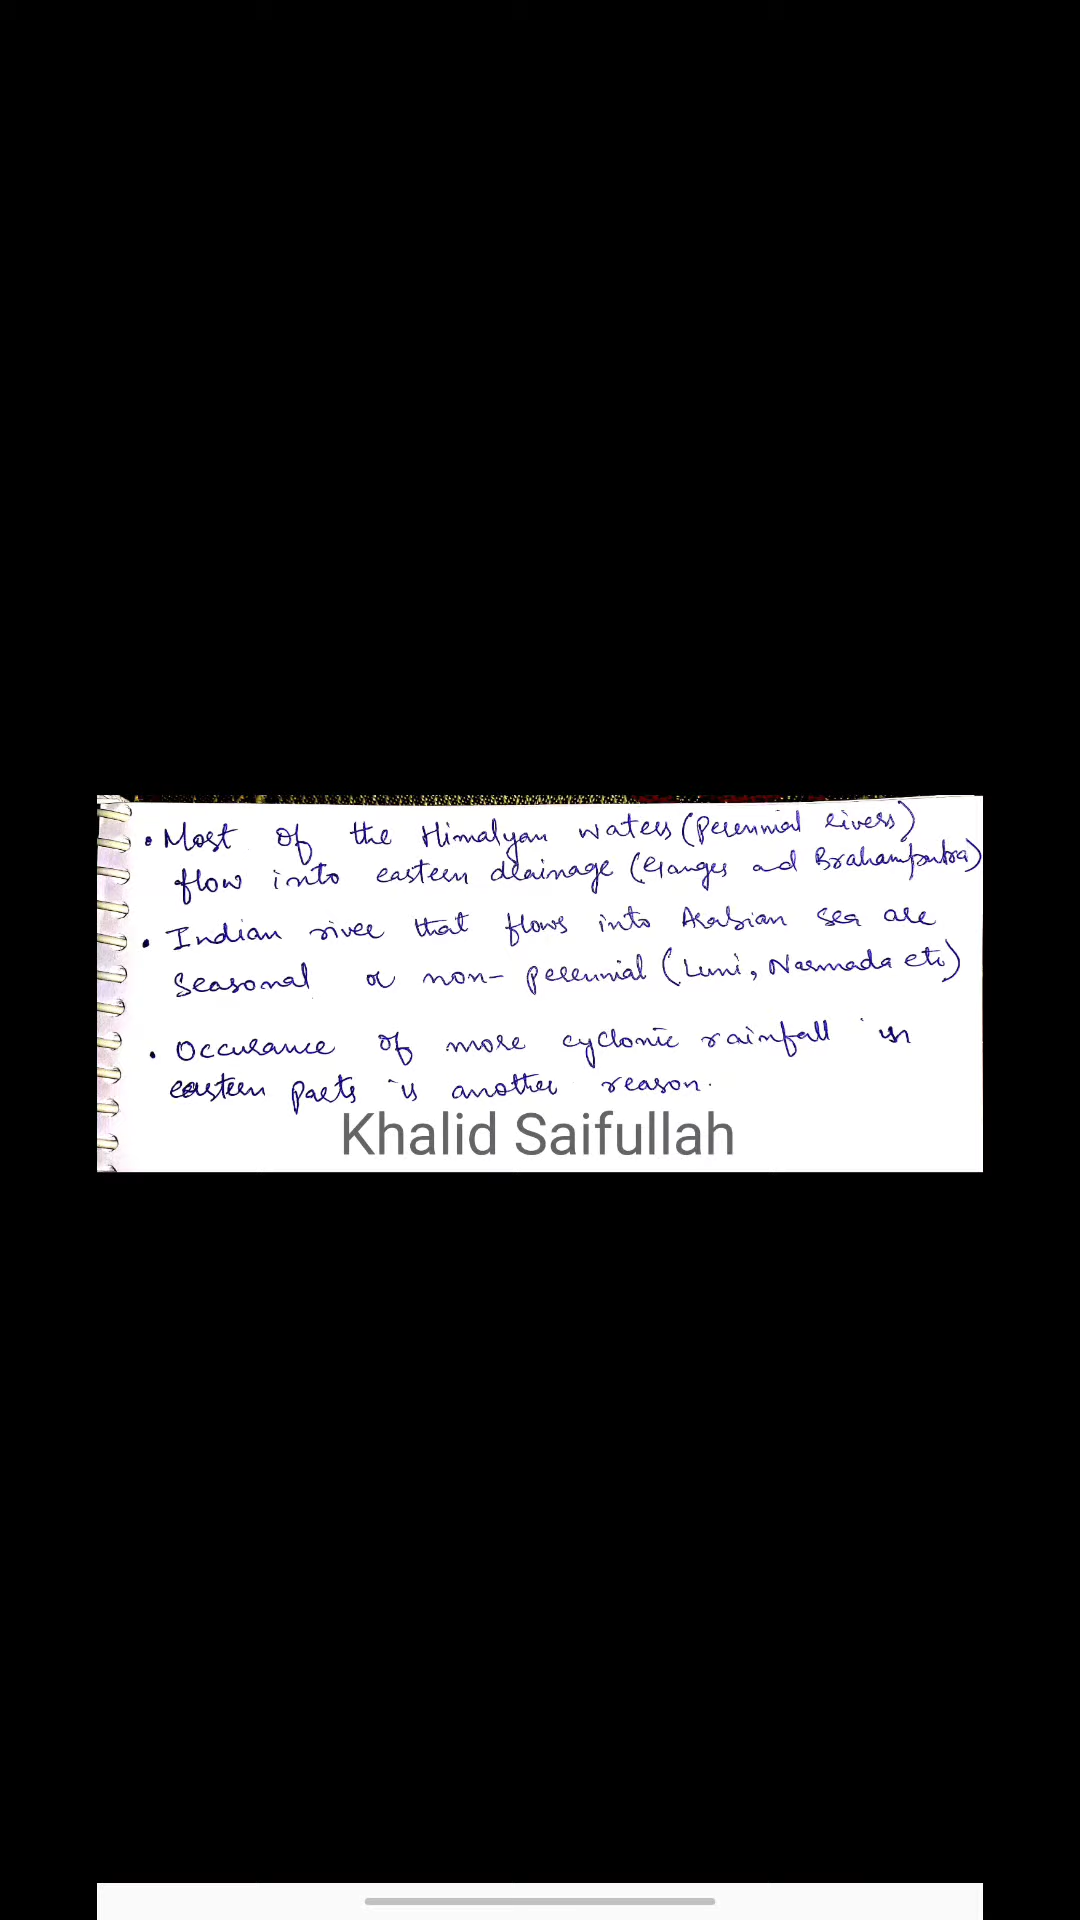 • Most of the Himalyan waters (perennial rivers)
flow into eastern drainage (Ganges and Brahamputra)
• Indian river that flows into Arabian sea are
seasonal or non-perennial (Luni, Narmada etc)
• Occurance of more cyclonic rainfall in
eastern parts is another reason.
Khalid Saifullah